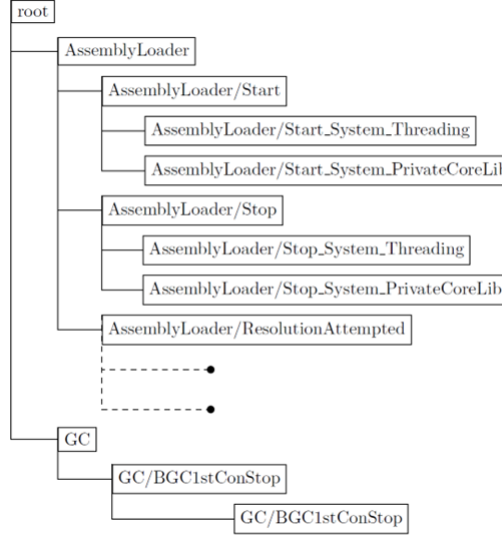 root
AssemblyLoader
AssemblyLoader/Start
AssemblyLoader/Start_System_Threading
AssemblyLoader/Start_System_PrivateCoreLib
AssemblyLoader/Stop
AssemblyLoader/Stop_System_Threading
AssemblyLoader/Stop_System_PrivateCoreLib
AssemblyLoader/ResolutionAttempted
GC
GC/BGC1stConStop
GC/BGC1stConStop